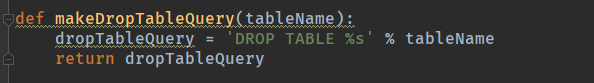 def makeDropTableQuery(tableName):
    dropTableQuery = 'DROP TABLE %s' % tableName
    return dropTableQuery